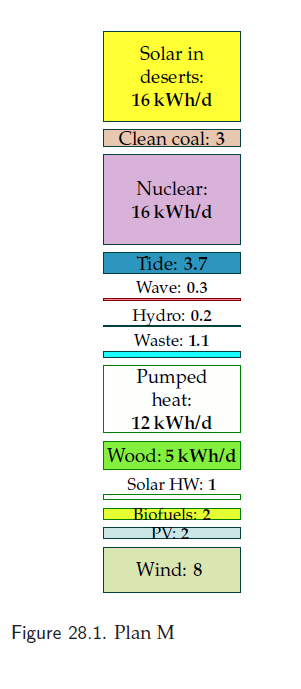 Solar in
deserts:
16 kWh/d
Clean coal: 3
Nuclear:
16 kWh/d
Tide: 3.7
Wave: 0.3
Hydro: 0.2
Waste: 1.1
Pumped
heat:
12 kWh/d
Wood: 5 kWh/d
Solar HW: 1
Biofuels: 2
PV: 2
Wind: 8
Figure 28.1. Plan M